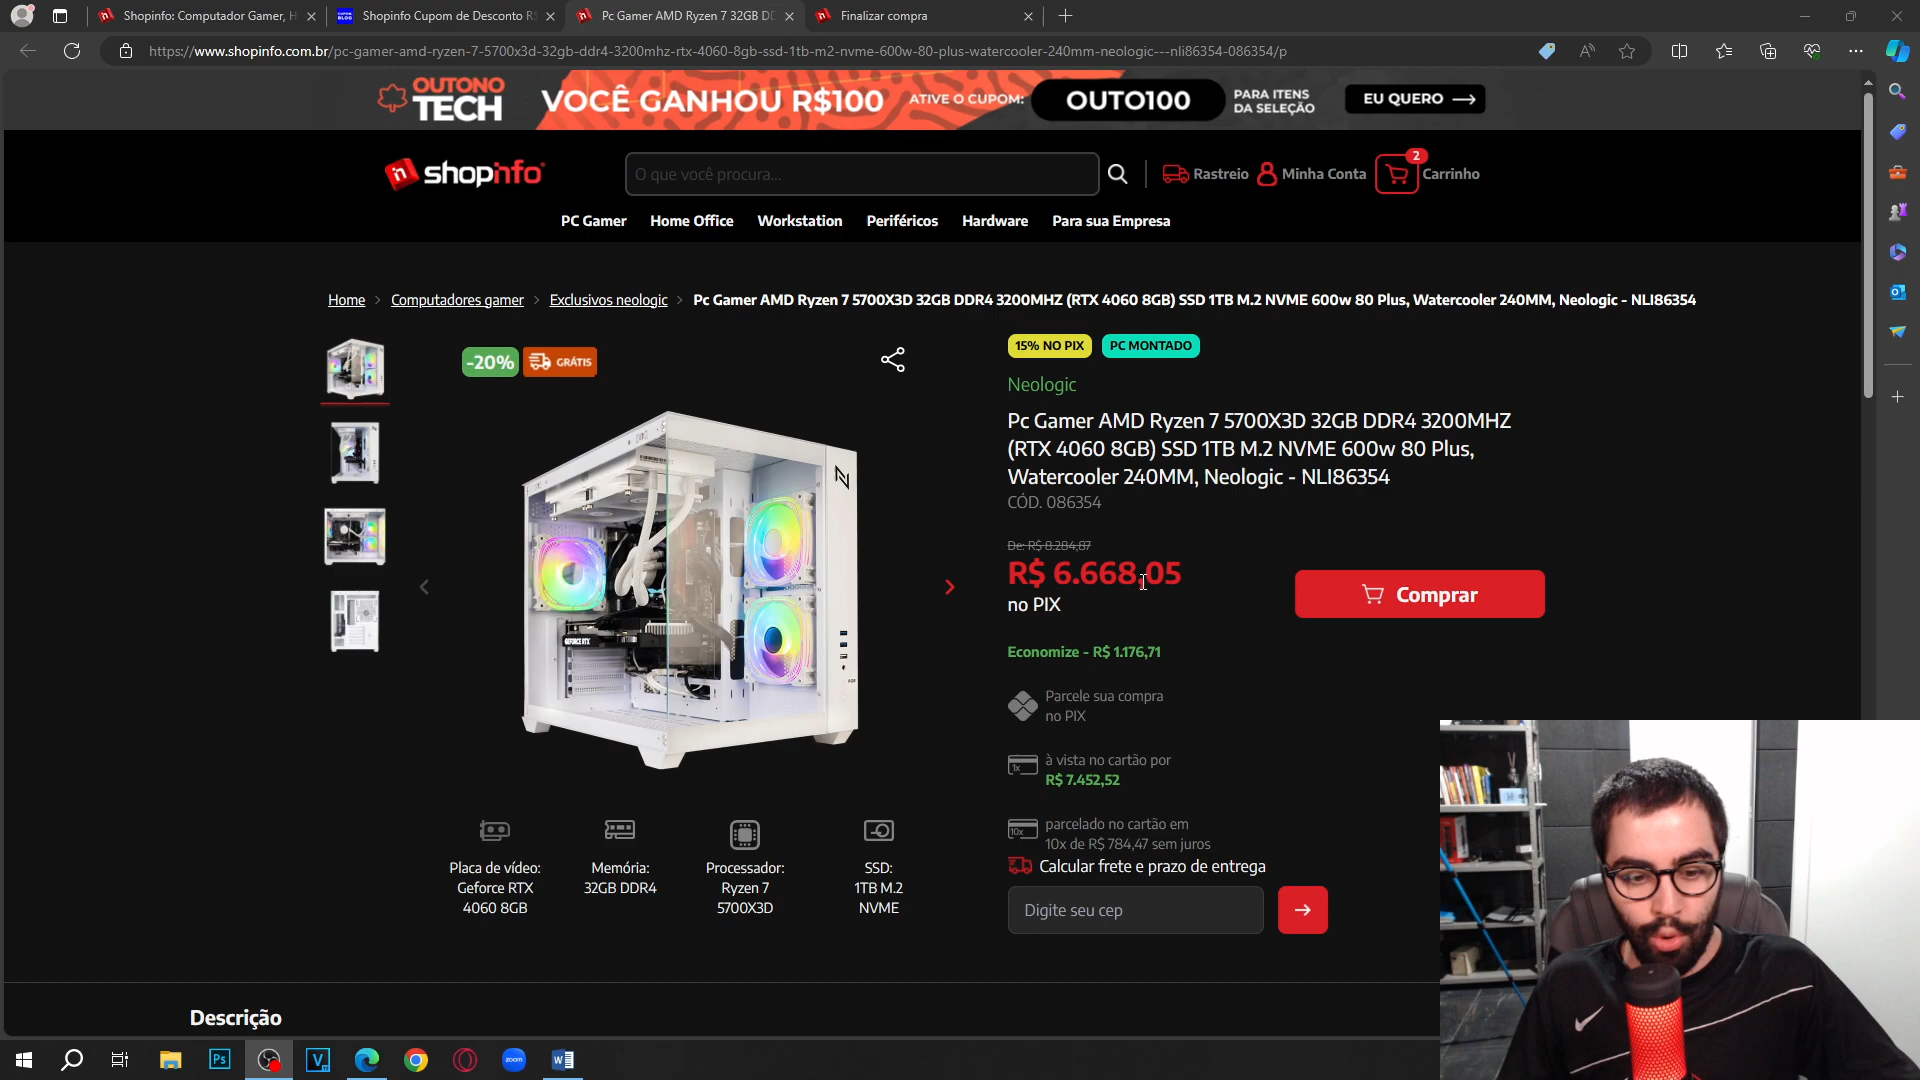 Shopinfo: Computador Gamer, H
Shopinfo Cupom de Desconto R$
Pc Gamer AMD Ryzen 7 32GB DD
Finalizar compra
https://www.shopinfo.com.br/pc-gamer-amd-ryzen-7-5700x3d-32gb-ddr4-3200mhz-rtx-4060-8gb-ssd-1tb-m2-nvme-600w-80-plus-watercooler-240mm-neologic---nli86354-086354/p
OUTONO
TECH
VOCÊ GANHOU R$100
ATIVE O CUPOM:
OUTO100
PARA ITENS
DA SELEÇÃO
EU QUERO
shopinfo
O que você procura...
Rastreio
Minha Conta
2
Carrinho
PC Gamer
Home Office
Workstation
Periféricos
Hardware
Para sua Empresa
Home > Computadores gamer > Exclusivos neologic > Pc Gamer AMD Ryzen 7 5700X3D 32GB DDR4 3200MHZ (RTX 4060 8GB) SSD 1TB M.2 NVME 600w 80 Plus, Watercooler 240MM, Neologic - NLI86354
-20%
GRÁTIS
15% NO PIX
PC MONTADO
Neologic
Pc Gamer AMD Ryzen 7 5700X3D 32GB DDR4 3200MHZ
(RTX 4060 8GB) SSD 1TB M.2 NVME 600w 80 Plus,
Watercooler 240MM, Neologic - NLI86354
CÓD. 086354
De: R$ 8.284,87
R$ 6.668,05
no PIX
Comprar
Economize - R$ 1.176,71
Parcele sua compra
no PIX
1x
à vista no cartão por
R$ 7.452,52
10x
parcelado no cartão em
10x de R$ 784,47 sem juros
Calcular frete e prazo de entrega
Digite seu cep
GEFORCE RTX
Placa de vídeo:
Geforce RTX
4060 8GB
Memória:
32GB DDR4
Processador:
Ryzen 7
5700X3D
SSD:
1TB M.2
NVME
Descrição
Ps
V
zoom
W